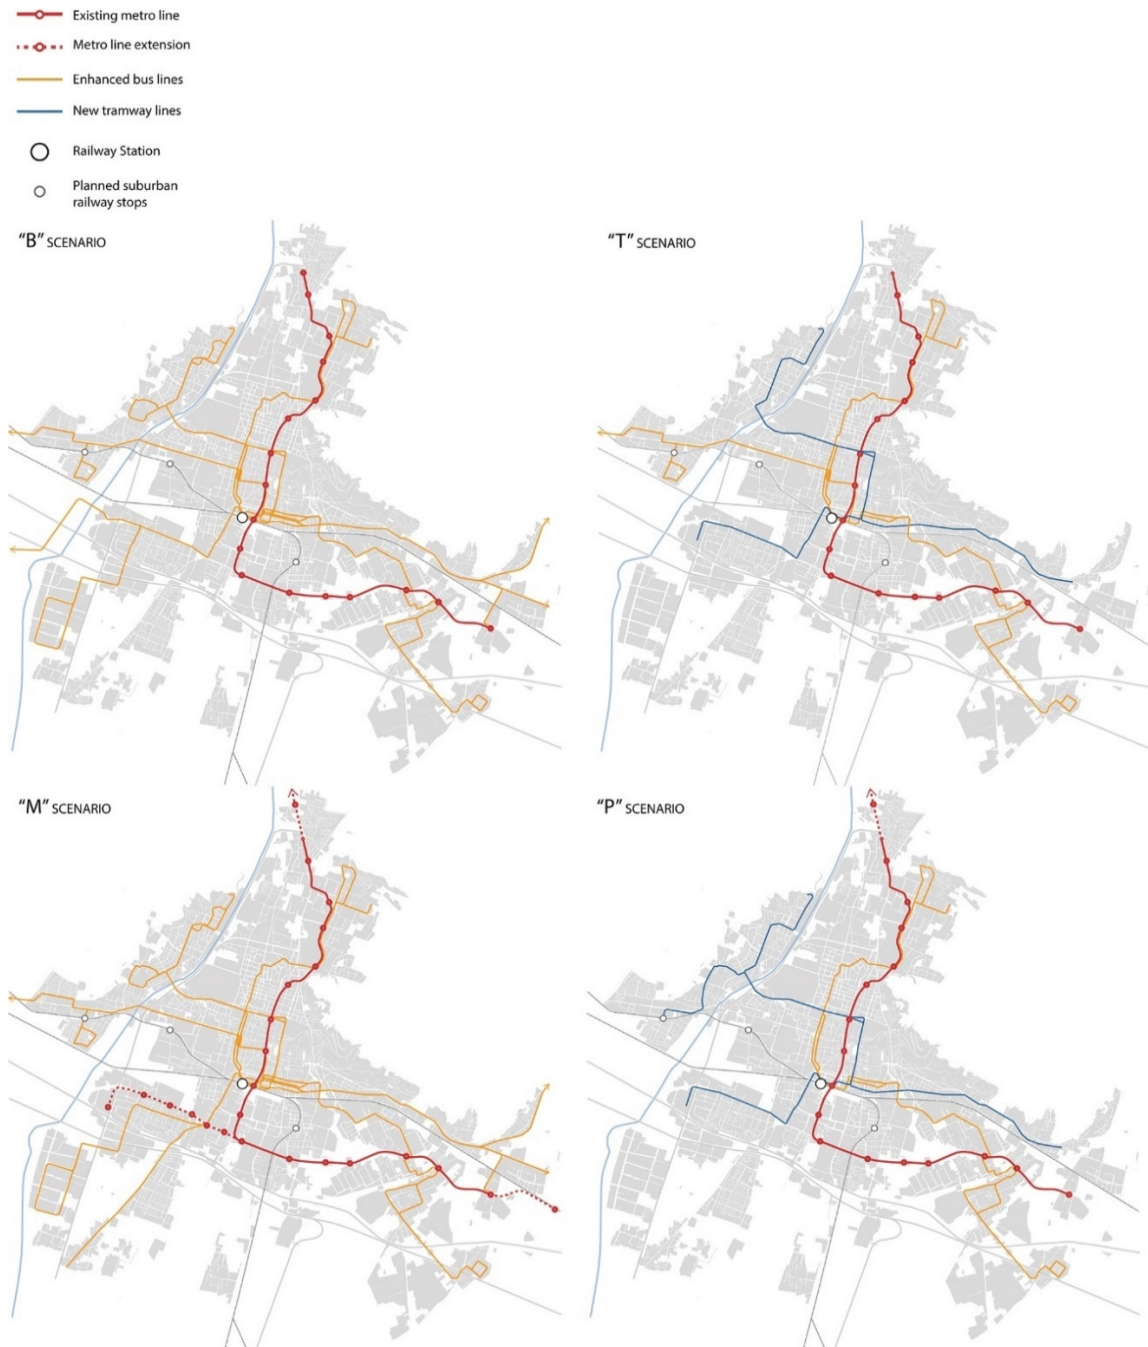 Existing metro line
Metro line extension
Enhanced bus lines
New tramway lines
Railway Station
Planned suburban
railway stops
“B” SCENARIO
“T” SCENARIO
“M” SCENARIO
“P” SCENARIO